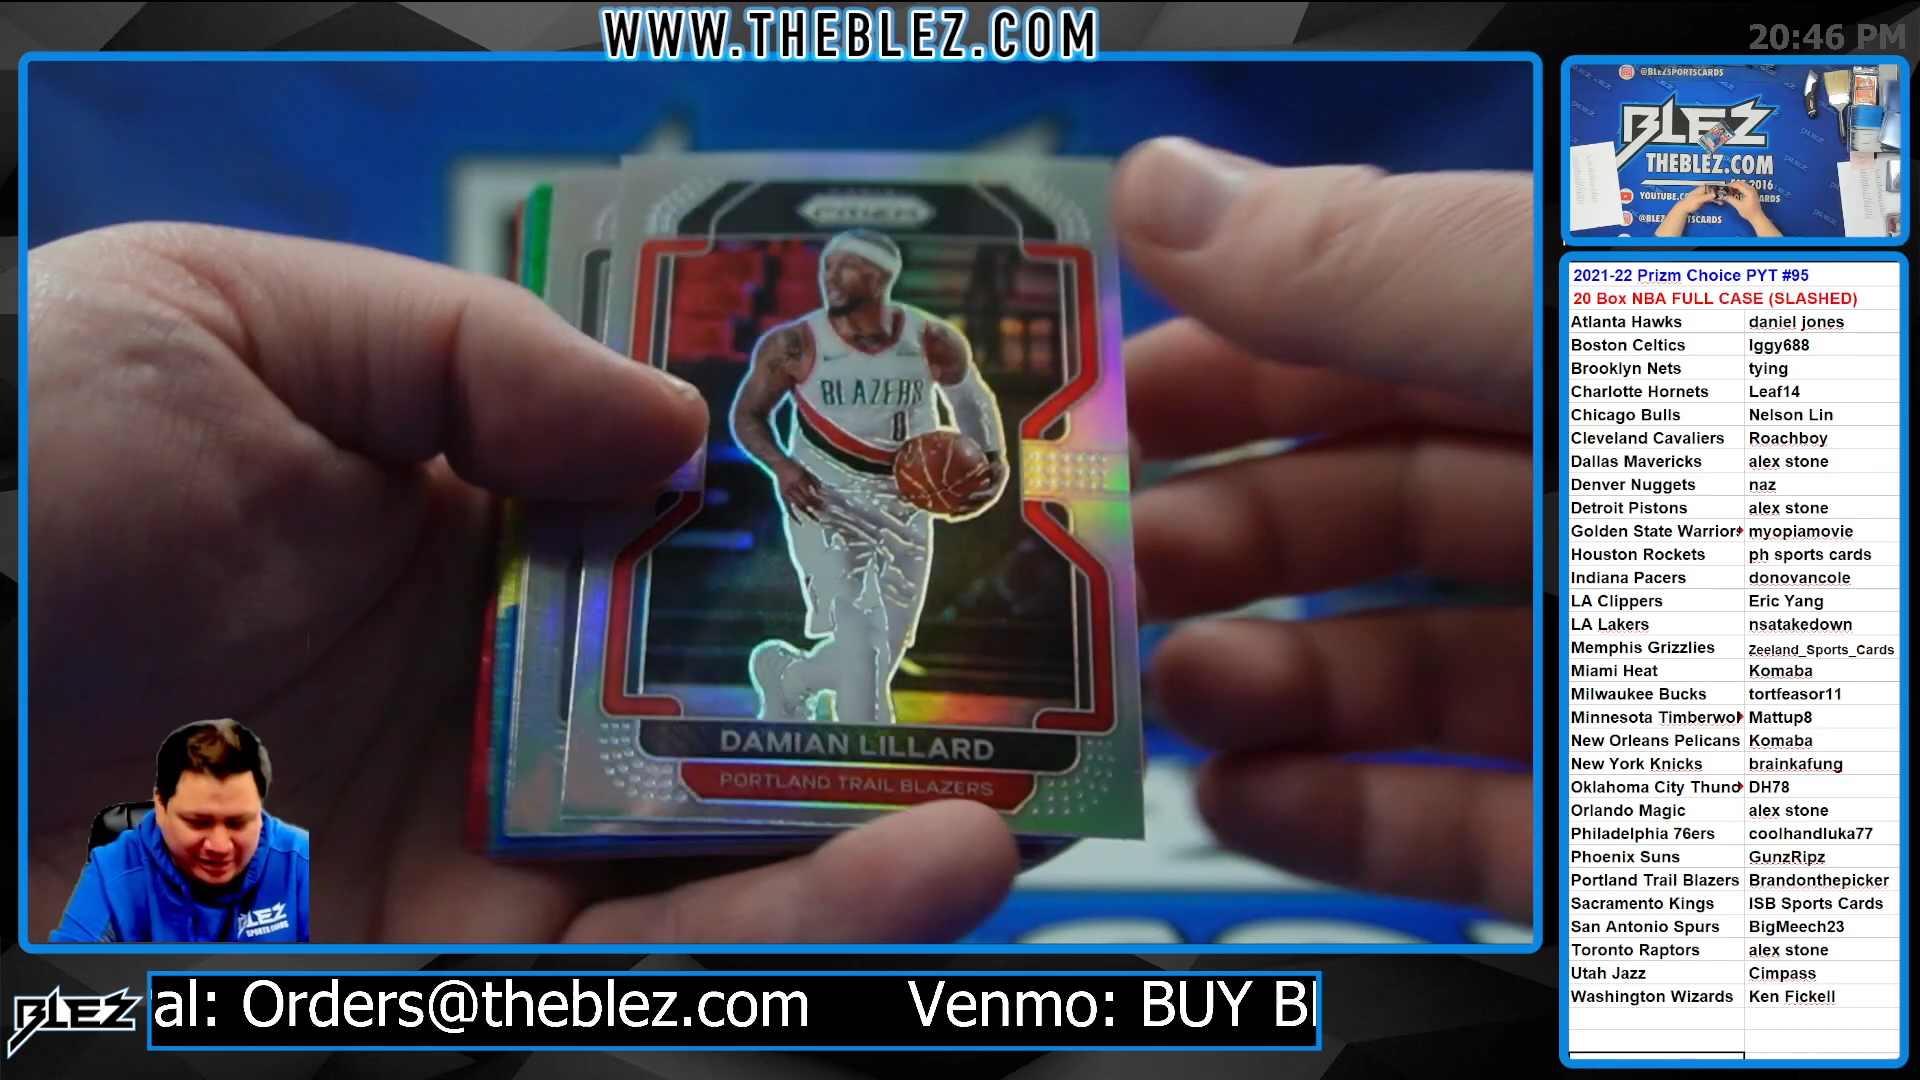 WWW.THEBLEZ.COM
20:46 PM
@BLEZSPORTSCARDS
BLEZ
THEBLEZ.COM
2016
PRIZM
BLAZERS
0
DAMIAN LILLARD
PORTLAND TRAIL BLAZERS
BLEZ
SPORTS CARDS
2021-22 Prizm Choice PYT #95
20 Box NBA FULL CASE (SLASHED)
Atlanta Hawks daniel jones
Boston Celtics Iggy688
Brooklyn Nets tying
Charlotte Hornets Leaf14
Chicago Bulls Nelson Lin
Cleveland Cavaliers Roachboy
Dallas Mavericks alex stone
Denver Nuggets naz
Detroit Pistons alex stone
Golden State Warriors myopiamovie
Houston Rockets ph sports cards
Indiana Pacers donovancole
LA Clippers Eric Yang
LA Lakers nsatakedown
Memphis Grizzlies Zeeland_Sports_Cards
Miami Heat Komaba
Milwaukee Bucks tortfeasor11
Minnesota Timberwol Mattup8
New Orleans Pelicans Komaba
New York Knicks brainkafung
Oklahoma City Thund DH78
Orlando Magic alex stone
Philadelphia 76ers coolhandluka77
Phoenix Suns GunzRipz
Portland Trail Blazers Brandonthepicker
Sacramento Kings ISB Sports Cards
San Antonio Spurs BigMeech23
Toronto Raptors alex stone
Utah Jazz Cimpass
Washington Wizards Ken Fickell
BLEZ
al: Orders@theblez.com Venmo: BUY B